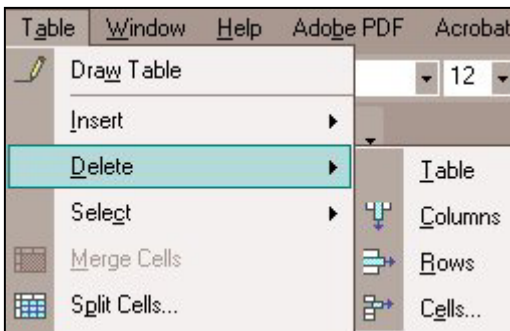 Table Window Help Adobe PDF Acrobat
Draw Table
12
Insert
Delete
Table
Select
Columns
Merge Cells
Rows
Split Cells...
Cells...